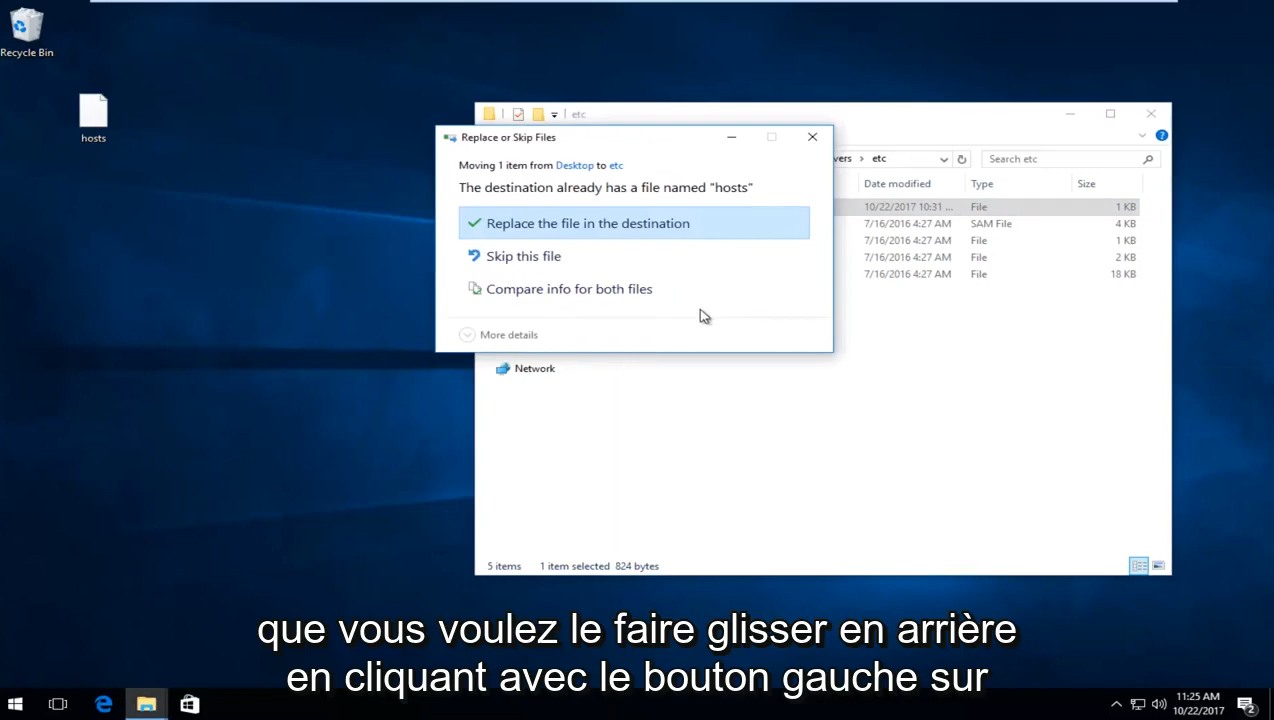 Recycle Bin
hosts
etc
Replace or Skip Files
Moving 1 item from Desktop to etc
The destination already has a file named "hosts"
Replace the file in the destination
Skip this file
Compare info for both files
More details
vers > etc
Search etc
Date modified Type Size
10/22/2017 10:31 ... File 1 KB
7/16/2016 4:27 AM SAM File 4 KB
7/16/2016 4:27 AM File 1 KB
7/16/2016 4:27 AM File 2 KB
7/16/2016 4:27 AM File 18 KB
Network
5 items 1 item selected 824 bytes
que vous voulez le faire glisser en arrière
en cliquant avec le bouton gauche sur
11:25 AM
10/22/2017
2